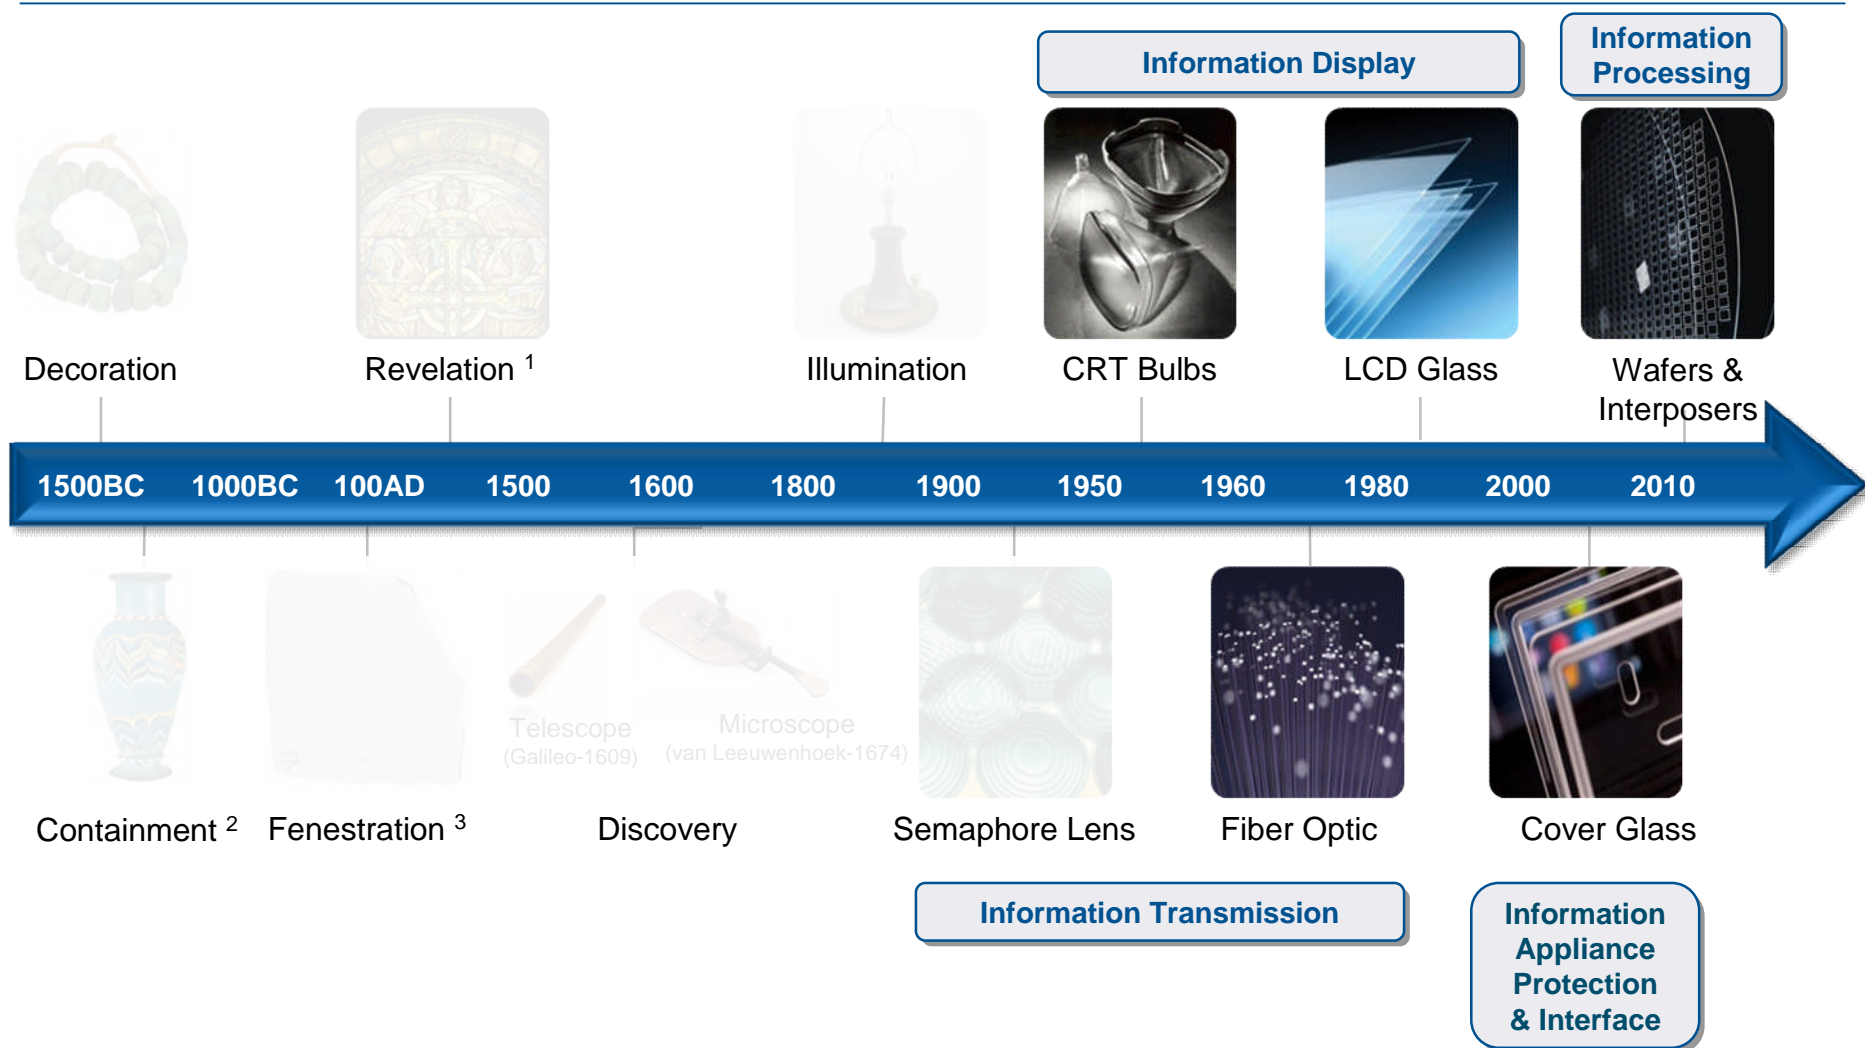 Information Display
Information
Processing
Decoration
Revelation 1
Illumination
CRT Bulbs
LCD Glass
Wafers &
Interposers
1500BC 1000BC 100AD 1500 1600 1800 1900 1950 1960 1980 2000 2010
Telescope
(Galileo-1609)
Microscope
(van Leeuwenhoek-1674)
Containment 2
Fenestration 3
Discovery
Semaphore Lens
Fiber Optic
Cover Glass
Information Transmission
Information
Appliance
Protection
& Interface